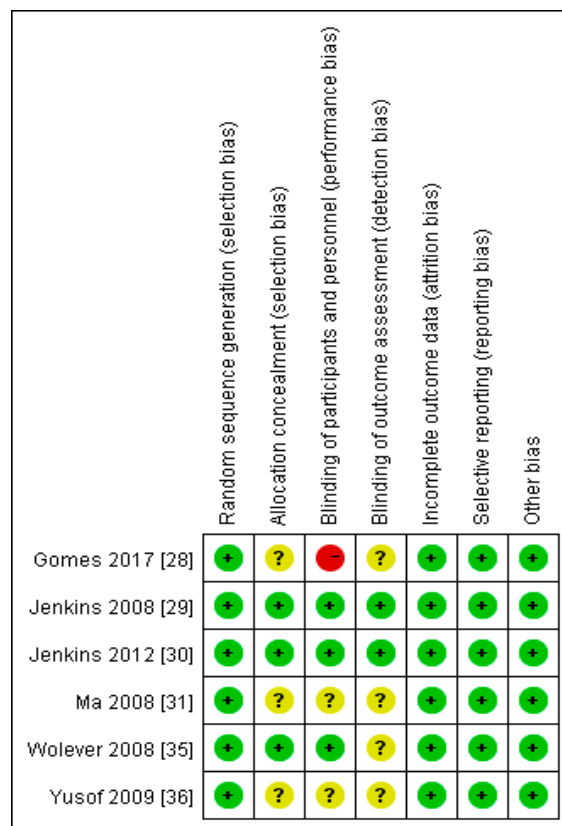 Random sequence generation (selection bias)
Allocation concealment (selection bias)
Blinding of participants and personnel (performance bias)
Blinding of outcome assessment (detection bias)
Incomplete outcome data (attrition bias)
Selective reporting (reporting bias)
Other bias
Gomes 2017 [28] + ? - ? + + +
Jenkins 2008 [29] + + + + + + +
Jenkins 2012 [30] + + + + + + +
Ma 2008 [31] + ? ? ? + + +
Wolever 2008 [35] + + + ? + + +
Yusof 2009 [36] + ? ? ? + + +